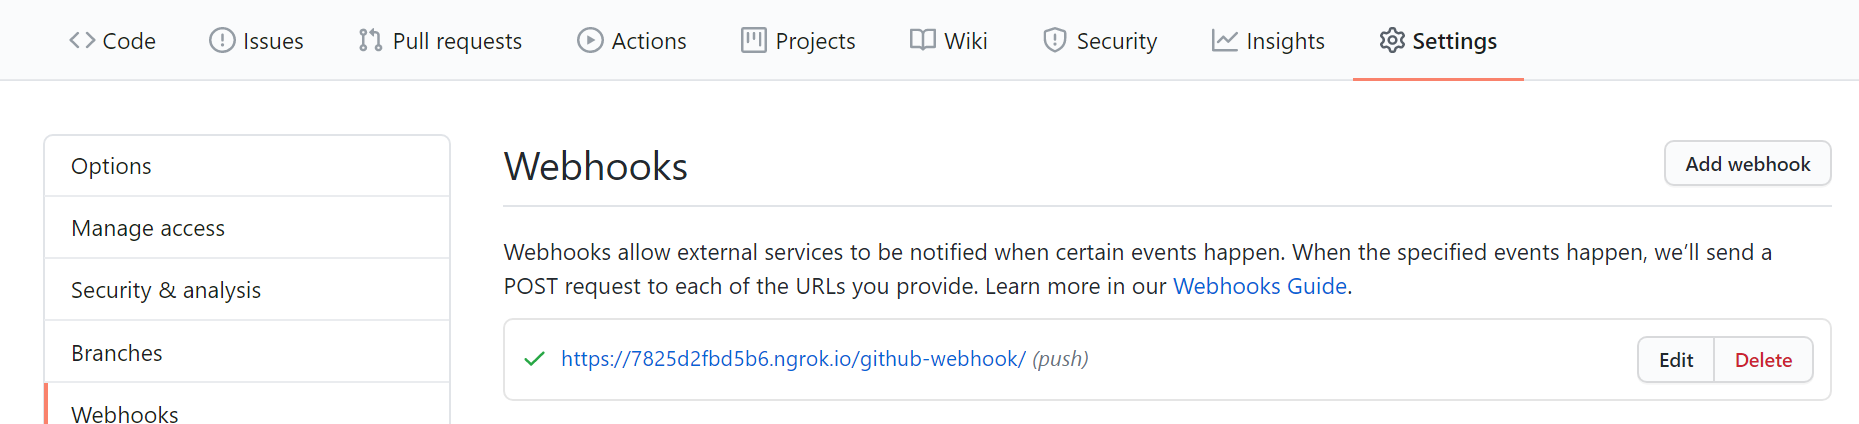 Code Issues Pull requests Actions Projects Wiki Security Insights Settings
Options
Manage access
Security & analysis
Branches
Webhooks
Webhooks
Add webhook
Webhooks allow external services to be notified when certain events happen. When the specified events happen, we’ll send a
POST request to each of the URLs you provide. Learn more in our Webhooks Guide.
https://7825d2fbd5b6.ngrok.io/github-webhook/ (push)
Edit Delete